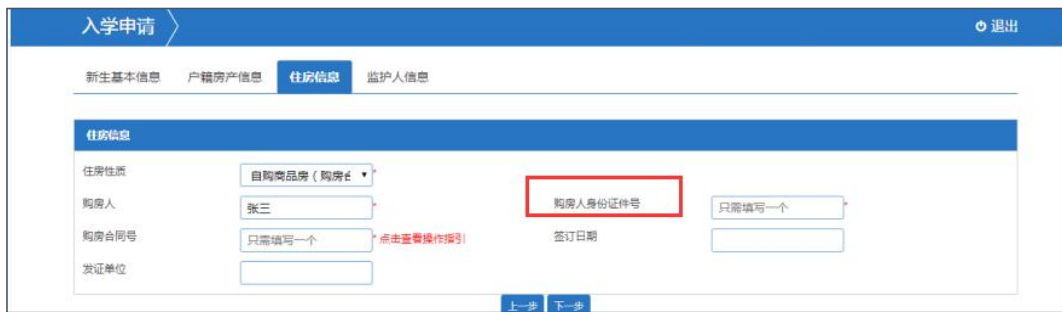 入学申请 退出
新生基本信息 户籍房产信息 住房信息 监护人信息
住房信息
住房性质 自购商品房（购房合 *
购房人 张三 * 购房人身份证件号 只需填写一个 *
购房合同号 只需填写一个 * 点击查看操作指引 签订日期
发证单位
上一步 下一步